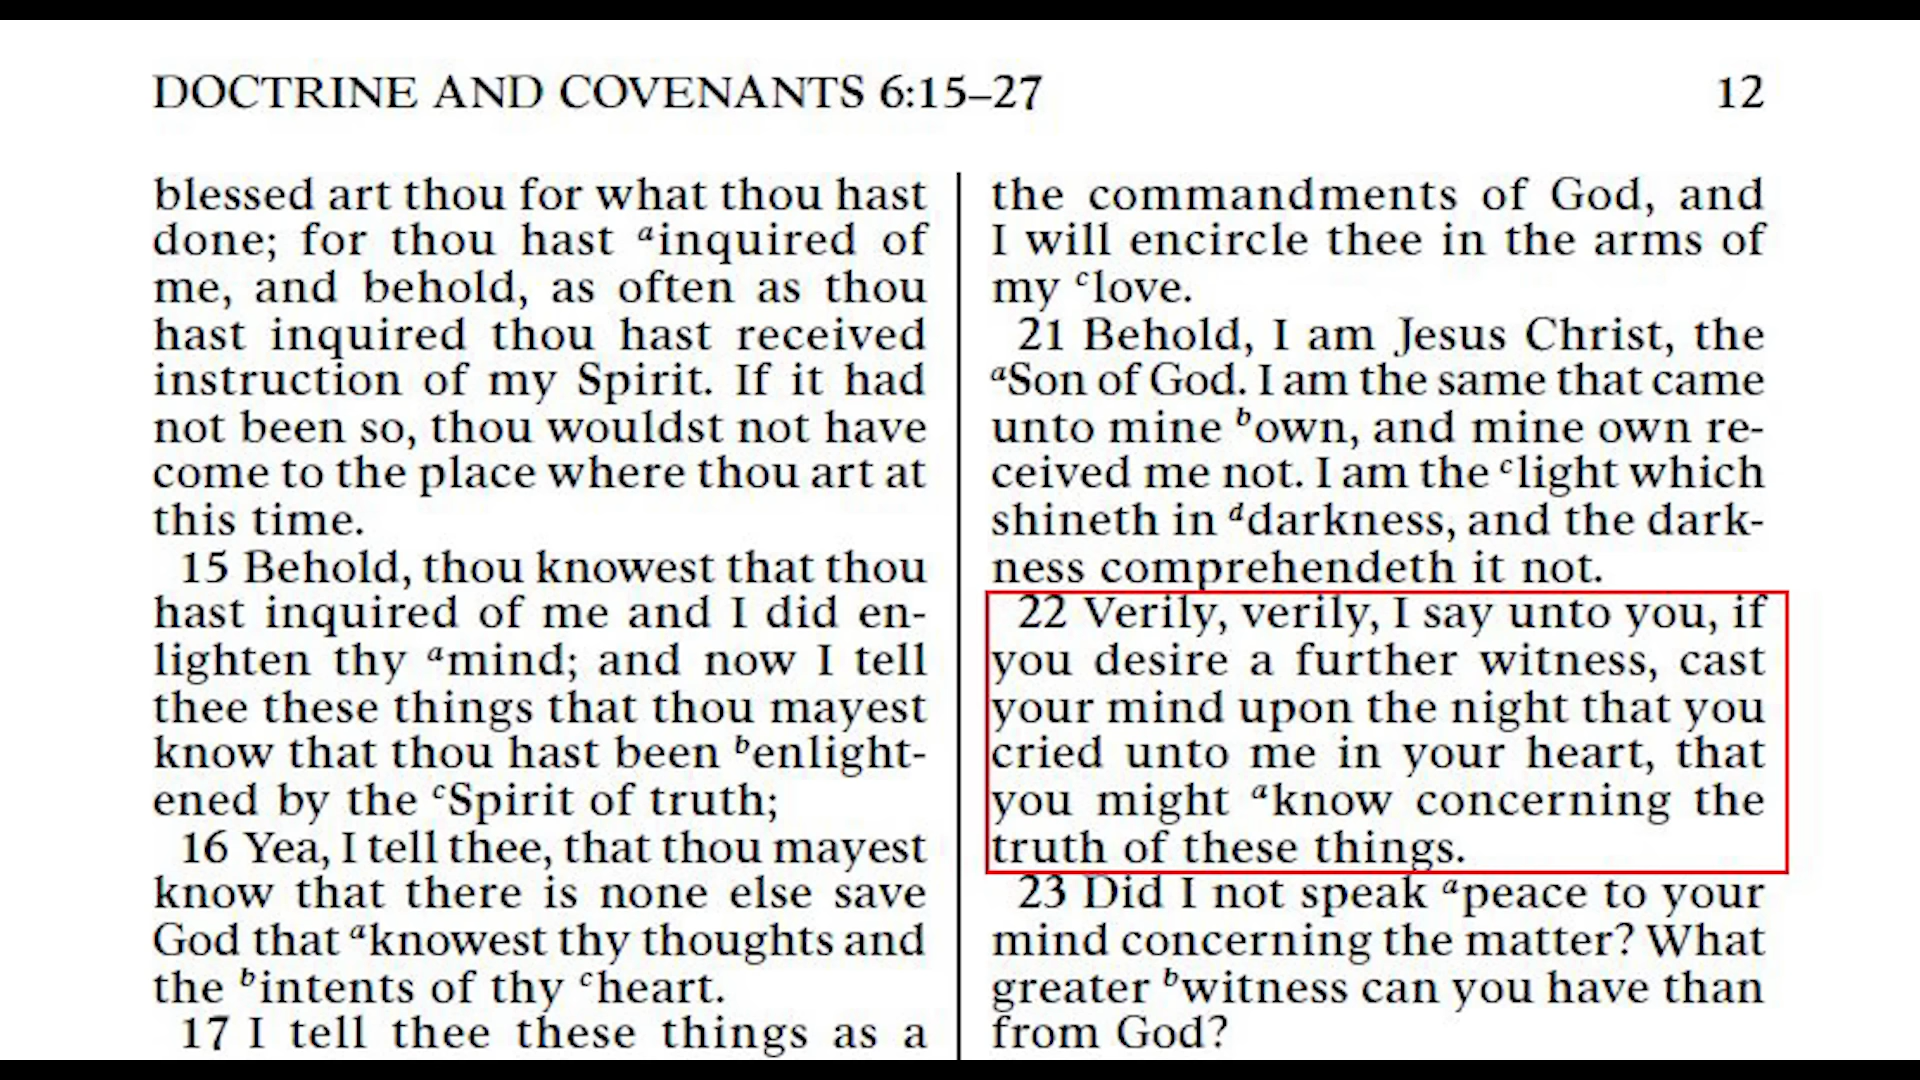 DOCTRINE AND COVENANTS 6:15–27
12
blessed art thou for what thou hast
done; for thou hast ᵃinquired of
me, and behold, as often as thou
hast inquired thou hast received
instruction of my Spirit. If it had
not been so, thou wouldst not have
come to the place where thou art at
this time.
15 Behold, thou knowest that thou
hast inquired of me and I did en-
lighten thy ᵃmind; and now I tell
thee these things that thou mayest
know that thou hast been ᵇenlight-
ened by the ᶜSpirit of truth;
16 Yea, I tell thee, that thou mayest
know that there is none else save
God that ᵃknowest thy thoughts and
the ᵇintents of thy ᶜheart.
17 I tell thee these things as a
the commandments of God, and
I will encircle thee in the arms of
my ᶜlove.
21 Behold, I am Jesus Christ, the
ᵃSon of God. I am the same that came
unto mine ᵇown, and mine own re-
ceived me not. I am the ᶜlight which
shineth in ᵈdarkness, and the dark-
ness comprehendeth it not.
22 Verily, verily, I say unto you, if
you desire a further witness, cast
your mind upon the night that you
cried unto me in your heart, that
you might ᵃknow concerning the
truth of these things.
23 Did I not speak ᵃpeace to your
mind concerning the matter? What
greater ᵇwitness can you have than
from God?